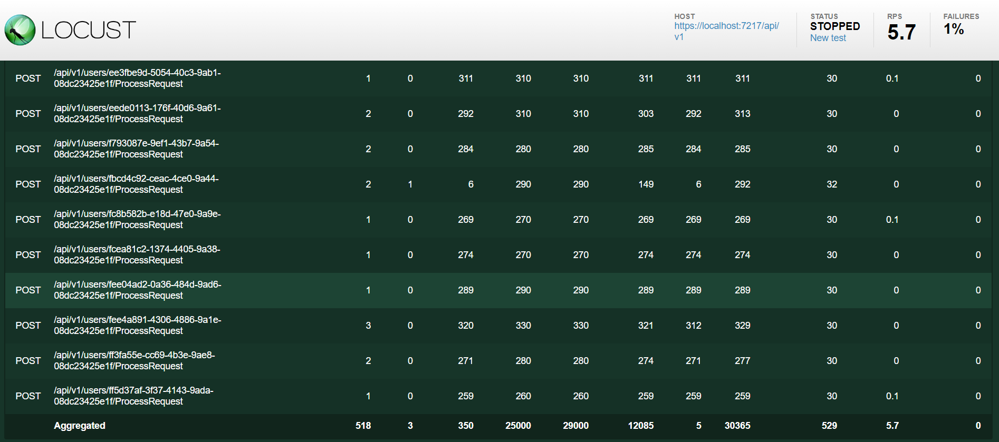 LOCUST
HOST
https://localhost:7217/api/
v1
STATUS
STOPPED
New test
RPS
5.7
FAILURES
1%
POST /api/v1/users/ee3fbe9d-5054-40c3-9ab1- 1 0 311 310 310 311 311 311 30 0.1 0
08dc23425e1f/ProcessRequest
POST /api/v1/users/eede0113-176f-40d6-9a61- 2 0 292 310 310 303 292 313 30 0 0
08dc23425e1f/ProcessRequest
POST /api/v1/users/f793087e-9ef1-43b7-9a54- 2 0 284 280 280 285 284 285 30 0 0
08dc23425e1f/ProcessRequest
POST /api/v1/users/fbcd4c92-ceac-4ce0-9a44- 2 1 6 290 290 149 6 292 32 0 0
08dc23425e1f/ProcessRequest
POST /api/v1/users/fc8b582b-e18d-47e0-9a9e- 1 0 269 270 270 269 269 269 30 0.1 0
08dc23425e1f/ProcessRequest
POST /api/v1/users/fcea81c2-1374-4405-9a38- 1 0 274 270 270 274 274 274 30 0 0
08dc23425e1f/ProcessRequest
POST /api/v1/users/fee04ad2-0a36-484d-9ad6- 1 0 289 290 290 289 289 289 30 0 0
08dc23425e1f/ProcessRequest
POST /api/v1/users/fee4a891-4306-4886-9a1e- 3 0 320 330 330 321 312 329 30 0 0
08dc23425e1f/ProcessRequest
POST /api/v1/users/ff3fa55e-cc69-4b3e-9ae8- 2 0 271 280 280 274 271 277 30 0 0
08dc23425e1f/ProcessRequest
POST /api/v1/users/ff5d37af-3f37-4143-9ada- 1 0 259 260 260 259 259 259 30 0.1 0
08dc23425e1f/ProcessRequest
Aggregated 518 3 350 25000 29000 12085 5 30365 529 5.7 0